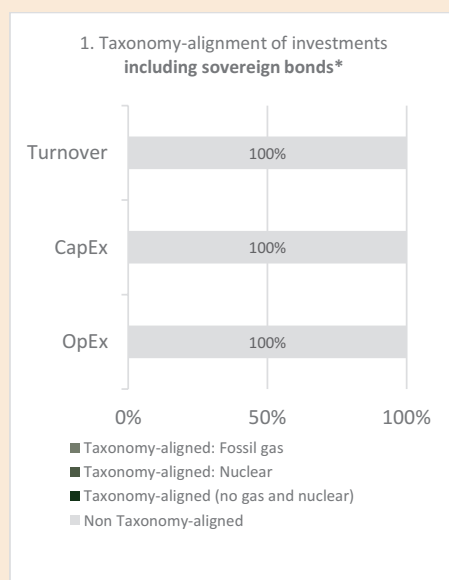 1. Taxonomy-alignment of investments
including sovereign bonds*
Turnover
100%
CapEx
100%
OpEx
100%
0% 50% 100%
Taxonomy-aligned: Fossil gas
Taxonomy-aligned: Nuclear
Taxonomy-aligned (no gas and nuclear)
Non Taxonomy-aligned